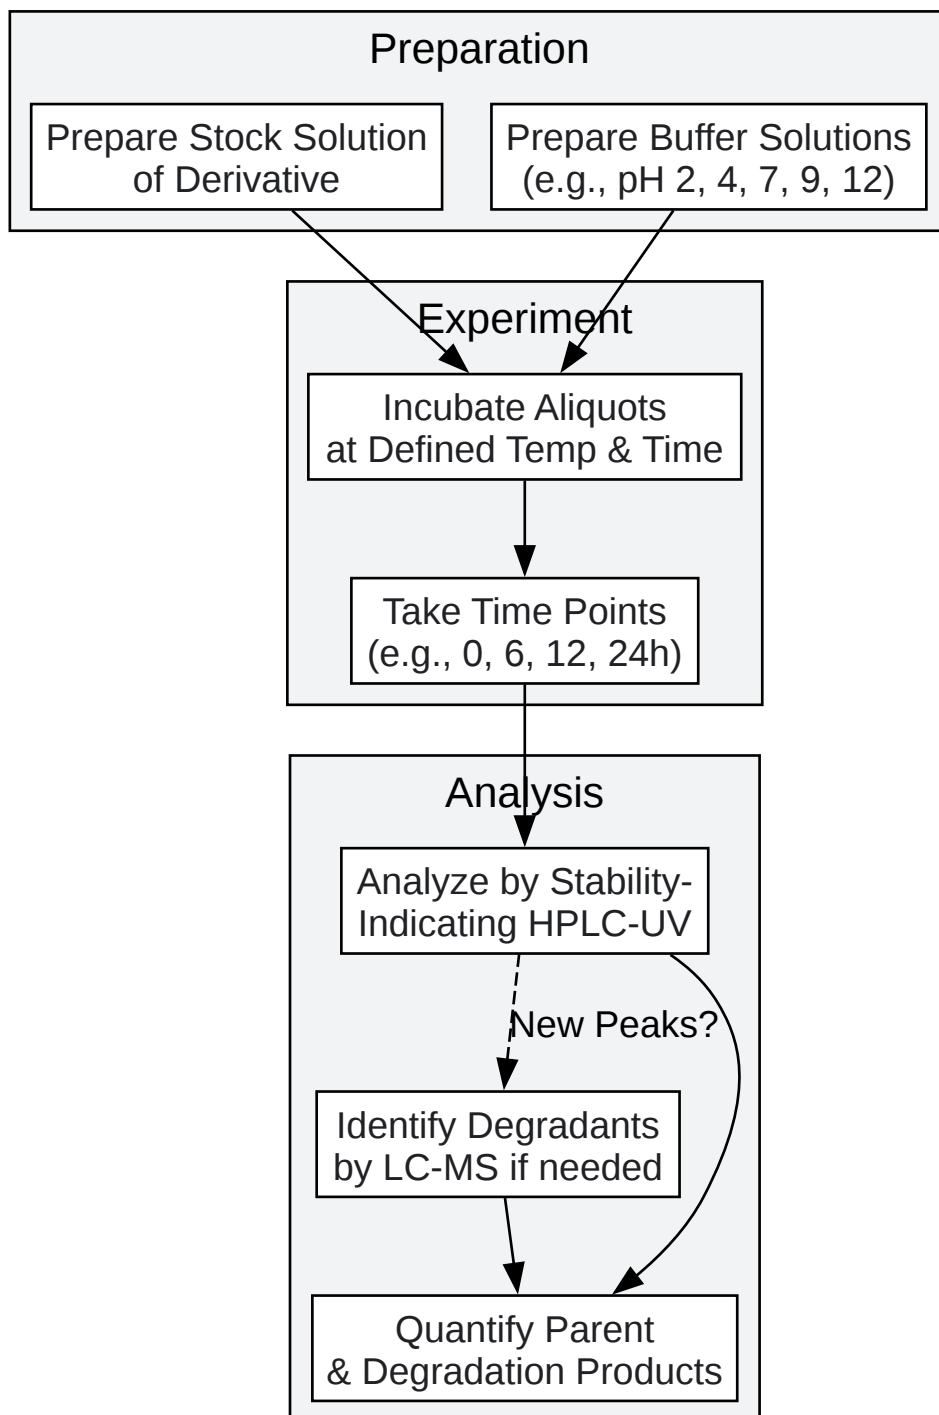 Preparation
Prepare Stock Solution
of Derivative
Prepare Buffer Solutions
(e.g., pH 2, 4, 7, 9, 12)
Experiment
Incubate Aliquots
at Defined Temp & Time
Take Time Points
(e.g., 0, 6, 12, 24h)
Analysis
Analyze by Stability-
Indicating HPLC-UV
New Peaks?
Identify Degradants
by LC-MS if needed
Quantify Parent
& Degradation Products